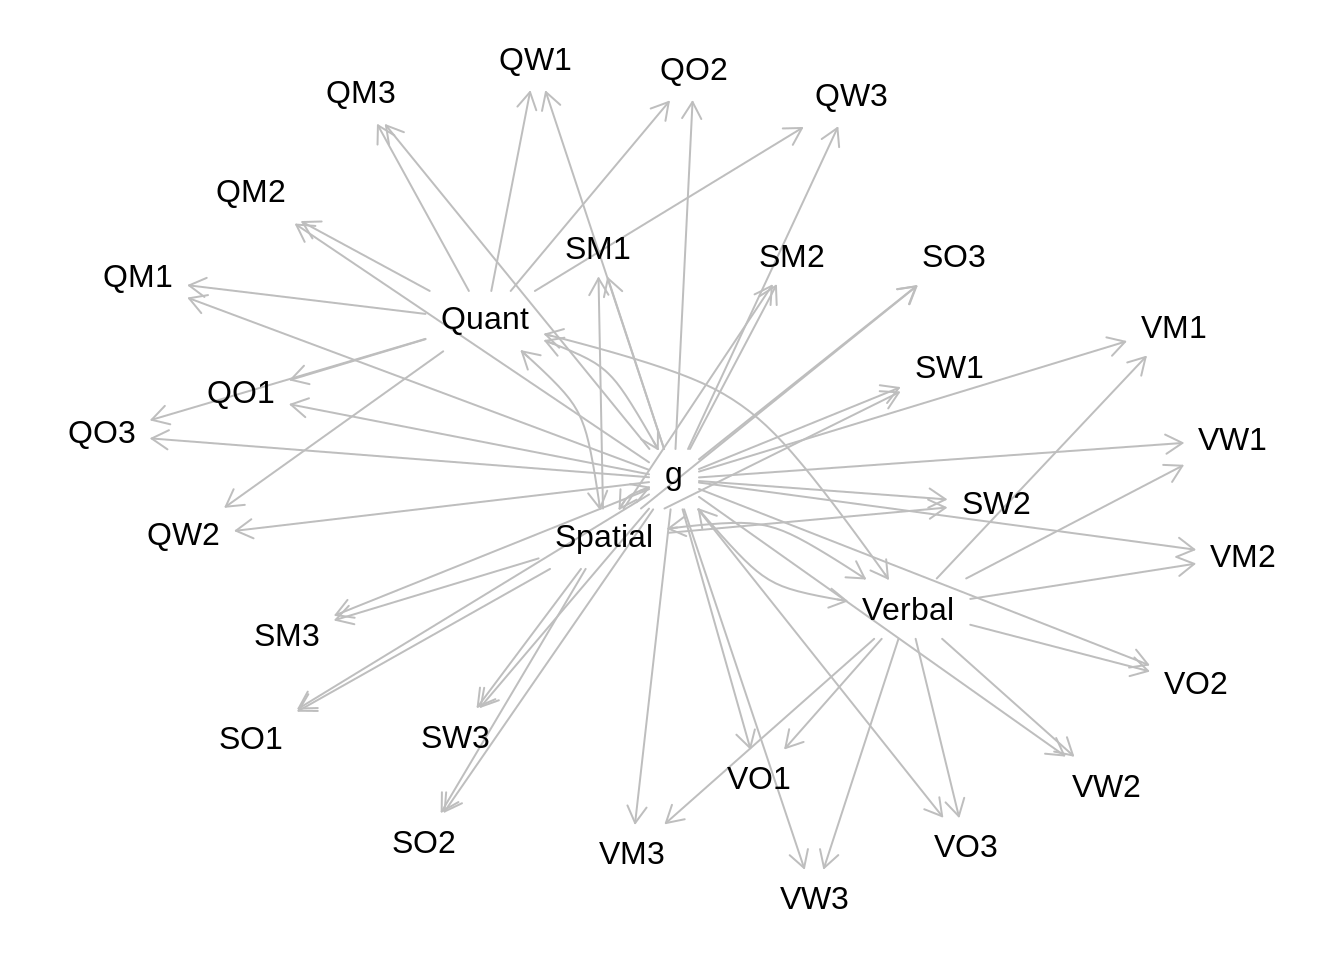 QW1
QO2
QM3
QW3
QM2
SM1
SM2
SO3
QM1
Quant
VM1
SW1
QO1
QO3
VW1
g
SW2
QW2
Spatial
VM2
Verbal
SM3
VO2
SO1
SW3
VO1
VW2
SO2
VO3
VM3
VW3